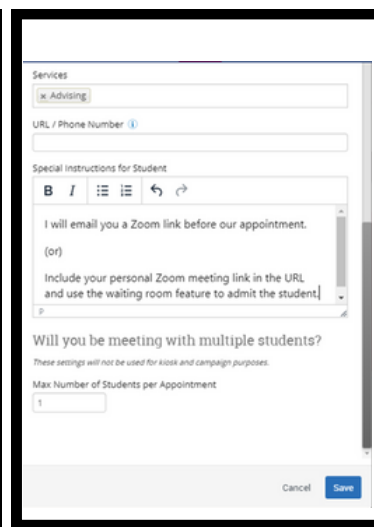 Services
× Advising
URL / Phone Number ⓘ
Special Instructions for Student
B I
I will email you a Zoom link before our appointment.
(or)
Include your personal Zoom meeting link in the URL
and use the waiting room feature to admit the student.
p
Will you be meeting with multiple students?
These settings will not be used for kiosk and campaign purposes.
Max Number of Students per Appointment
1
Cancel Save